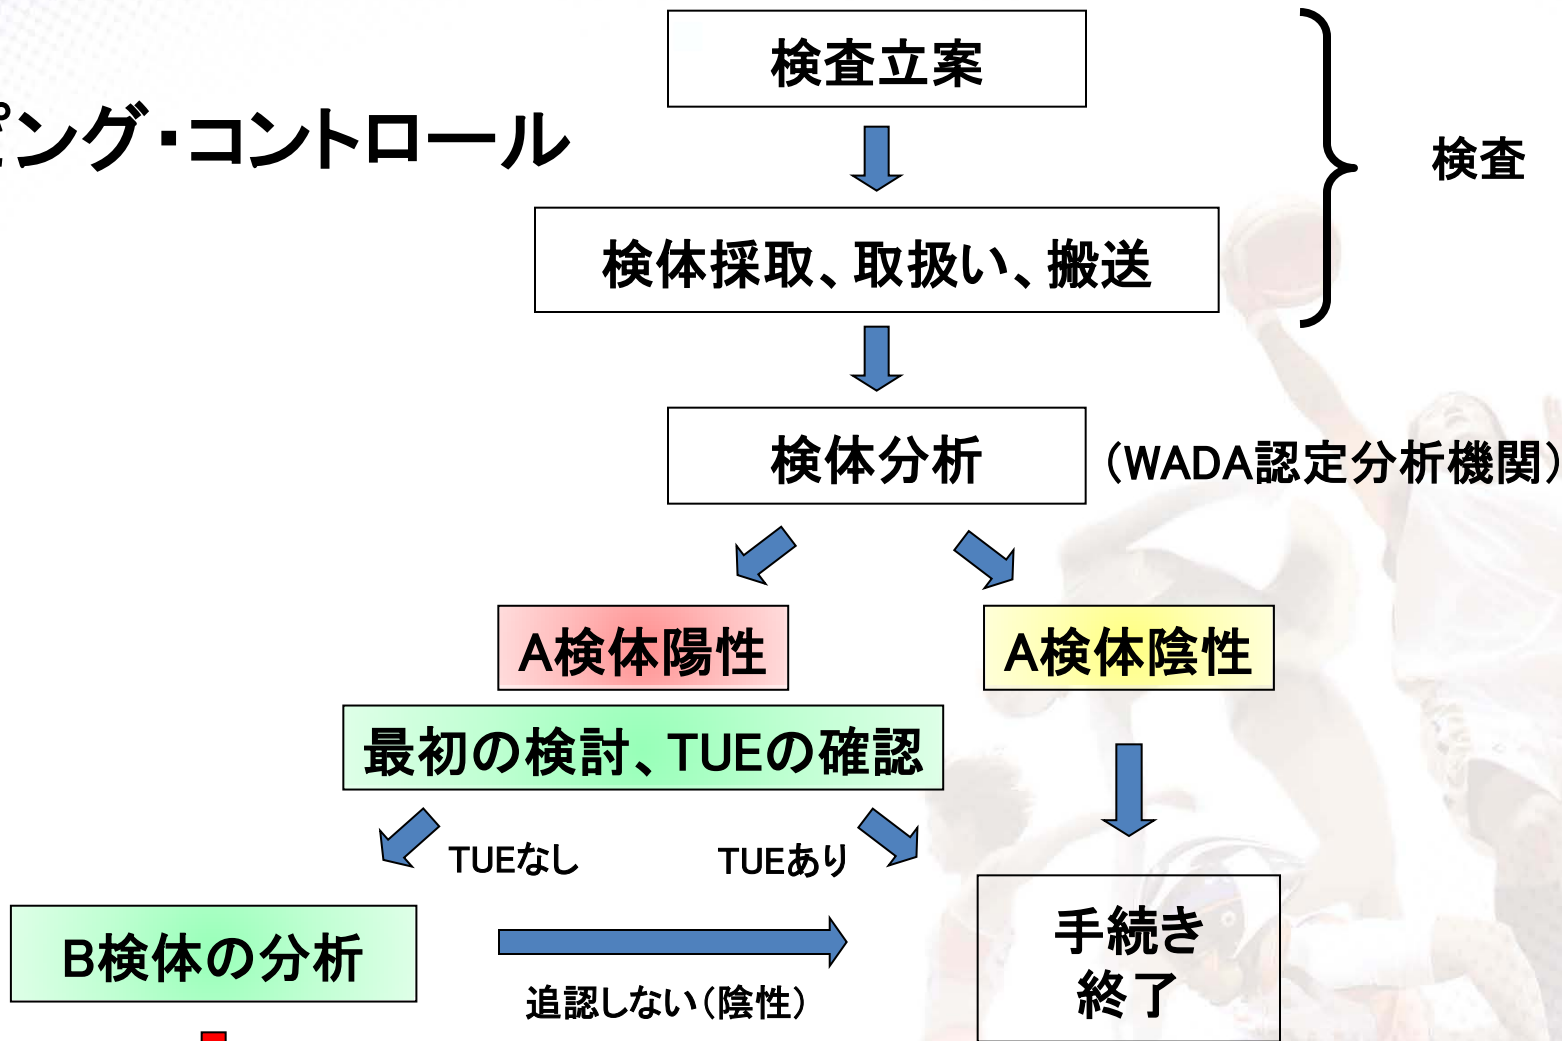 検査立案
ピング・コントロール
検査
検体採取、取扱い、搬送
検体分析
（WADA認定分析機関）
A検体陽性
A検体陰性
最初の検討、TUEの確認
TUEなし
TUEあり
B検体の分析
追認しない（陰性）
手続き
終了